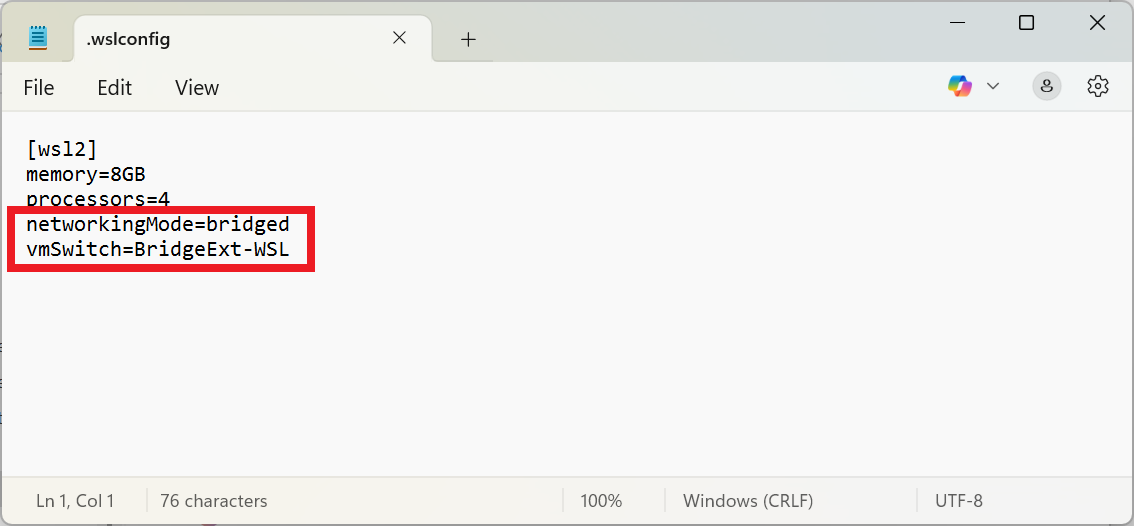 .wslconfig
File Edit View
[wsl2]
memory=8GB
processors=4
networkingMode=bridged
vmSwitch=BridgeExt-WSL
Ln 1, Col 1 76 characters 100% Windows (CRLF) UTF-8